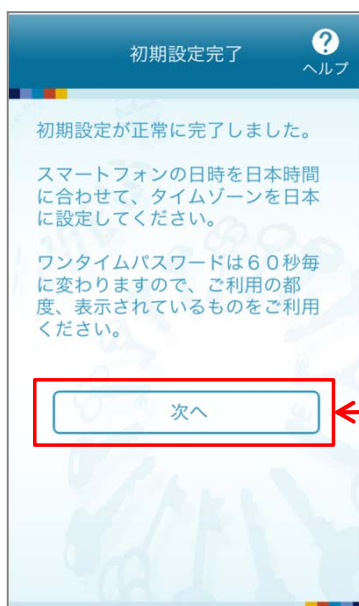 初期設定完了
?
ヘルプ
初期設定が正常に完了しました。
スマートフォンの日時を日本時間
に合わせて、タイムゾーンを日本
に設定してください。
ワンタイムパスワードは６０秒毎
に変わりますので、ご利用の都
度、表示されているものをご利用
ください。
次へ